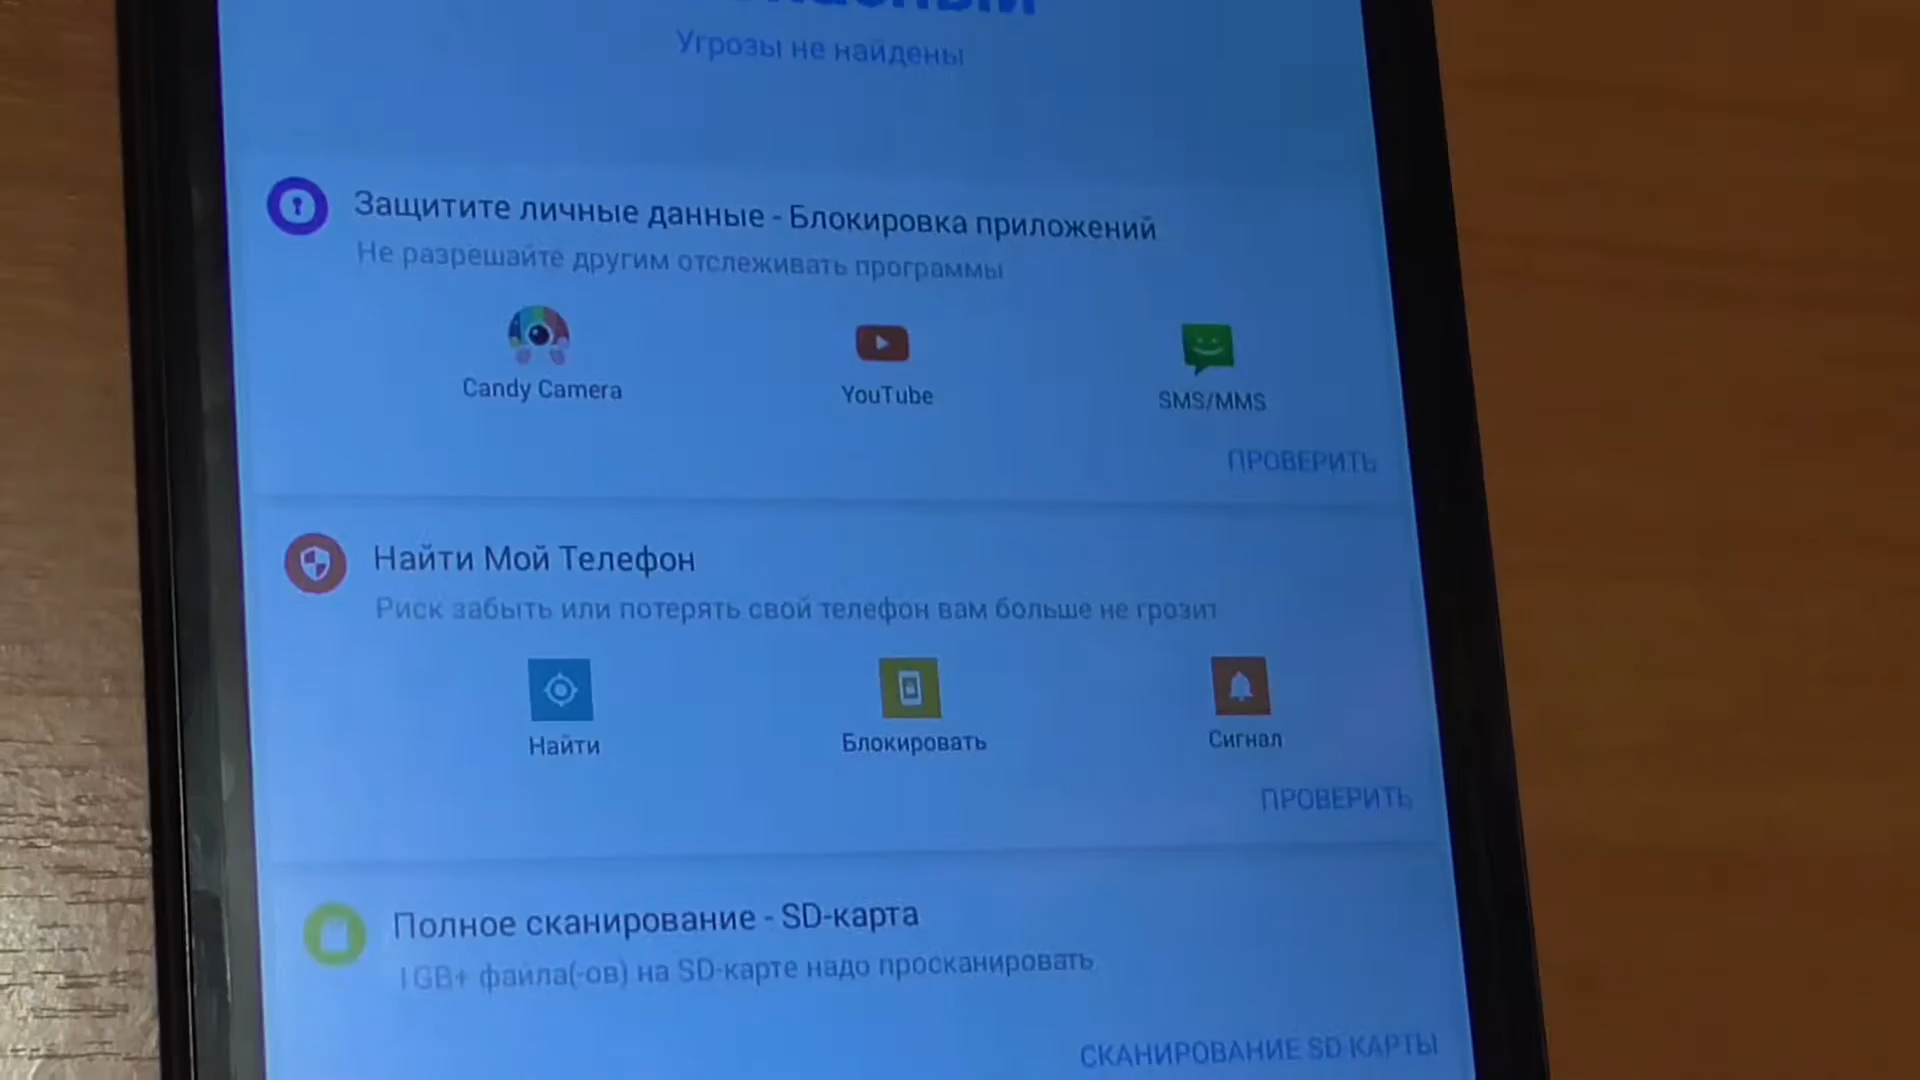 Угрозы не найдены
Защитите личные данные - Блокировка приложений
Не разрешайте другим отслеживать программы
Candy Camera
YouTube
SMS/MMS
ПРОВЕРИТЬ
Найти Мой Телефон
Риск забыть или потерять свой телефон вам больше не грозит
Найти
Блокировать
Сигнал
ПРОВЕРИТЬ
Полное сканирование - SD-карта
1GB+ файла(-ов) на SD-карте надо просканировать
СКАНИРОВАНИЕ SD-КАРТЫ